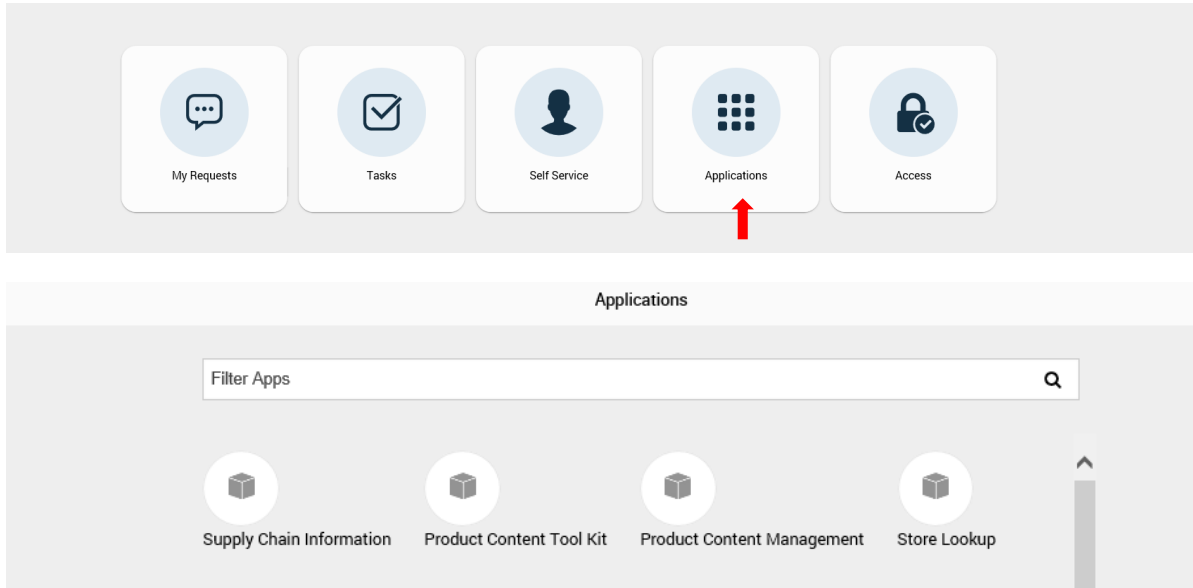 My Requests
Tasks
Self Service
Applications
Access
Applications
Filter Apps
Supply Chain Information
Product Content Tool Kit
Product Content Management
Store Lookup